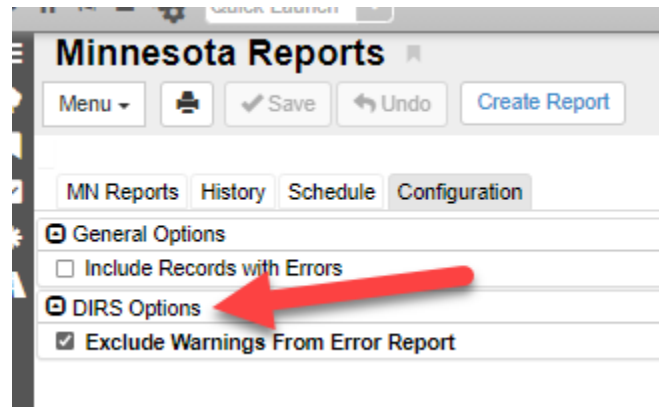 Quick Launch
Minnesota Reports
Menu Save Undo Create Report
MN Reports History Schedule Configuration
General Options
Include Records with Errors
DIRS Options
Exclude Warnings From Error Report